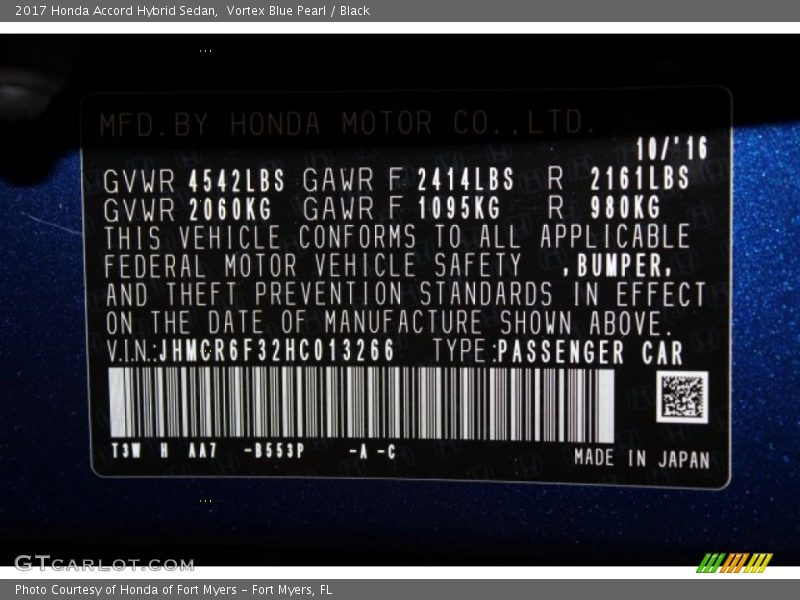 2017 Honda Accord Hybrid Sedan,  Vortex Blue Pearl / Black
MFD.BY HONDA MOTOR CO.,LTD.
10/'16
GVWR 4542LBS GAWR F 2414LBS R 2161LBS
GVWR 2060KG GAWR F 1095KG R 980KG
THIS VEHICLE CONFORMS TO ALL APPLICABLE
FEDERAL MOTOR VEHICLE SAFETY ,BUMPER,
AND THEFT PREVENTION STANDARDS IN EFFECT
ON THE DATE OF MANUFACTURE SHOWN ABOVE.
V.I.N.:JHMCR6F32HC013266 TYPE:PASSENGER CAR
T3W H AA7 -B553P -A -C
MADE IN JAPAN
GTCARLOT.COM
Photo Courtesy of Honda of Fort Myers – Fort Myers, FL